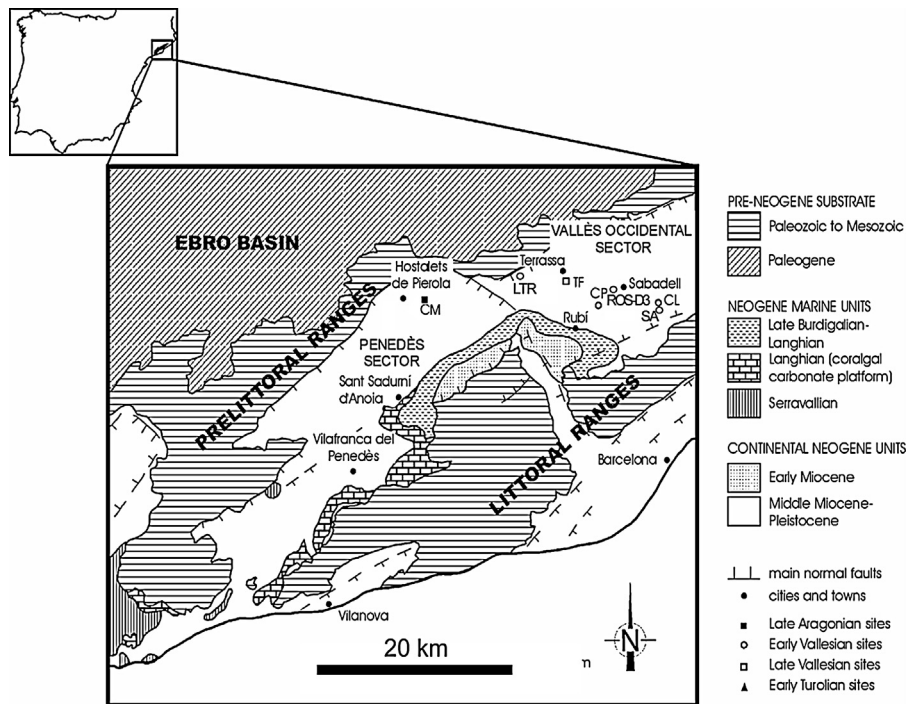 EBRO BASIN
VALLÈS OCCIDENTAL
SECTOR
Terrassa
Hostalets
de Pierola
LTR
TF
CP
Sabadell
ROS-D3
CL
SA
CM
Rubí
PRELITTORAL RANGES
PENEDÈS
SECTOR
Sant Sadurní
d'Anoia
Vilafranca del
Penedès
LITTORAL RANGES
Barcelona
Vilanova
20 km
N
n
PRE-NEOGENE SUBSTRATE
Paleozoic to Mesozoic
Paleogene
NEOGENE MARINE UNITS
Late Burdigalian-
Langhian
Langhian (coralgal
carbonate platform)
Serravallian
CONTINENTAL NEOGENE UNITS
Early Miocene
Middle Miocene-
Pleistocene
main normal faults
cities and towns
Late Aragonian sites
Early Vallesian sites
Late Vallesian sites
Early Turolian sites